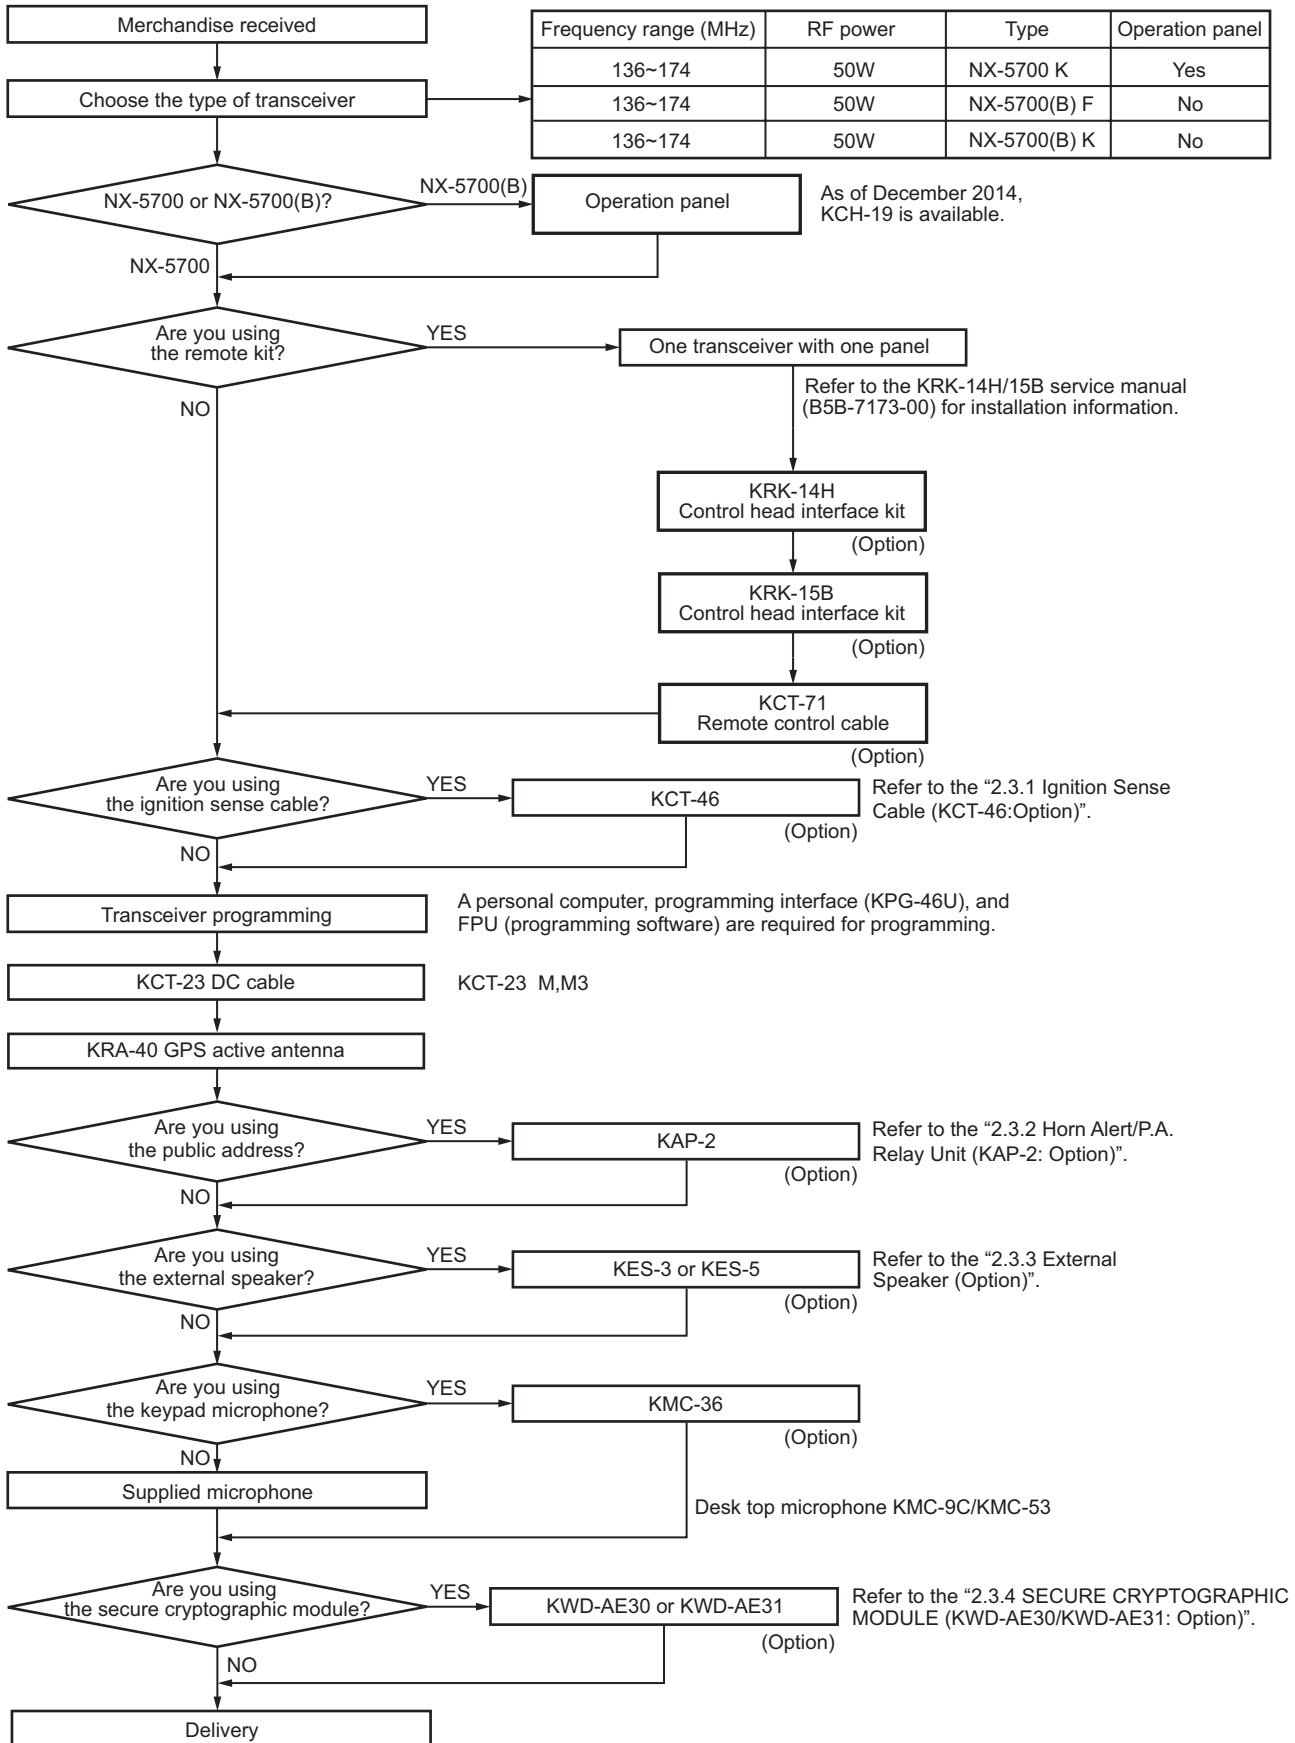 Merchandise received
Frequency range (MHz) RF power Type Operation panel
136~174 50W NX-5700 K Yes
Choose the type of transceiver
136~174 50W NX-5700(B) F No
136~174 50W NX-5700(B) K No
NX-5700 or NX-5700(B)?
NX-5700(B)
Operation panel
As of December 2014,
KCH-19 is available.
NX-5700
Are you using
the remote kit?
YES
One transceiver with one panel
Refer to the KRK-14H/15B service manual
(B5B-7173-00) for installation information.
NO
KRK-14H
Control head interface kit
(Option)
KRK-15B
Control head interface kit
(Option)
KCT-71
Remote control cable
(Option)
Are you using
the ignition sense cable?
YES
KCT-46
(Option)
Refer to the “2.3.1 Ignition Sense
Cable (KCT-46:Option)”.
NO
Transceiver programming
A personal computer, programming interface (KPG-46U), and
FPU (programming software) are required for programming.
KCT-23 DC cable
KCT-23 M,M3
KRA-40 GPS active antenna
Are you using
the public address?
YES
KAP-2
(Option)
Refer to the “2.3.2 Horn Alert/P.A.
Relay Unit (KAP-2: Option)”.
NO
Are you using
the external speaker?
YES
KES-3 or KES-5
(Option)
Refer to the “2.3.3 External
Speaker (Option)”.
NO
Are you using
the keypad microphone?
YES
KMC-36
(Option)
NO
Supplied microphone
Desk top microphone KMC-9C/KMC-53
Are you using
the secure cryptographic module?
YES
KWD-AE30 or KWD-AE31
(Option)
Refer to the “2.3.4 SECURE CRYPTOGRAPHIC
MODULE (KWD-AE30/KWD-AE31: Option)”.
NO
Delivery